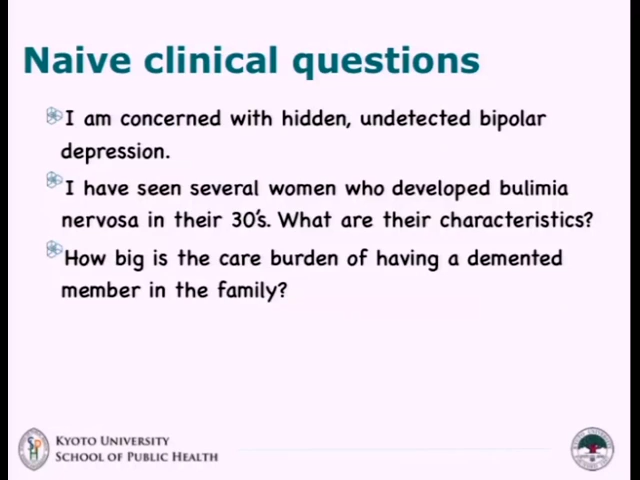 Naive clinical questions
I am concerned with hidden, undetected bipolar
depression.
I have seen several women who developed bulimia
nervosa in their 30's. What are their characteristics?
How big is the care burden of having a demented
member in the family?
KYOTO UNIVERSITY
SCHOOL OF PUBLIC HEALTH